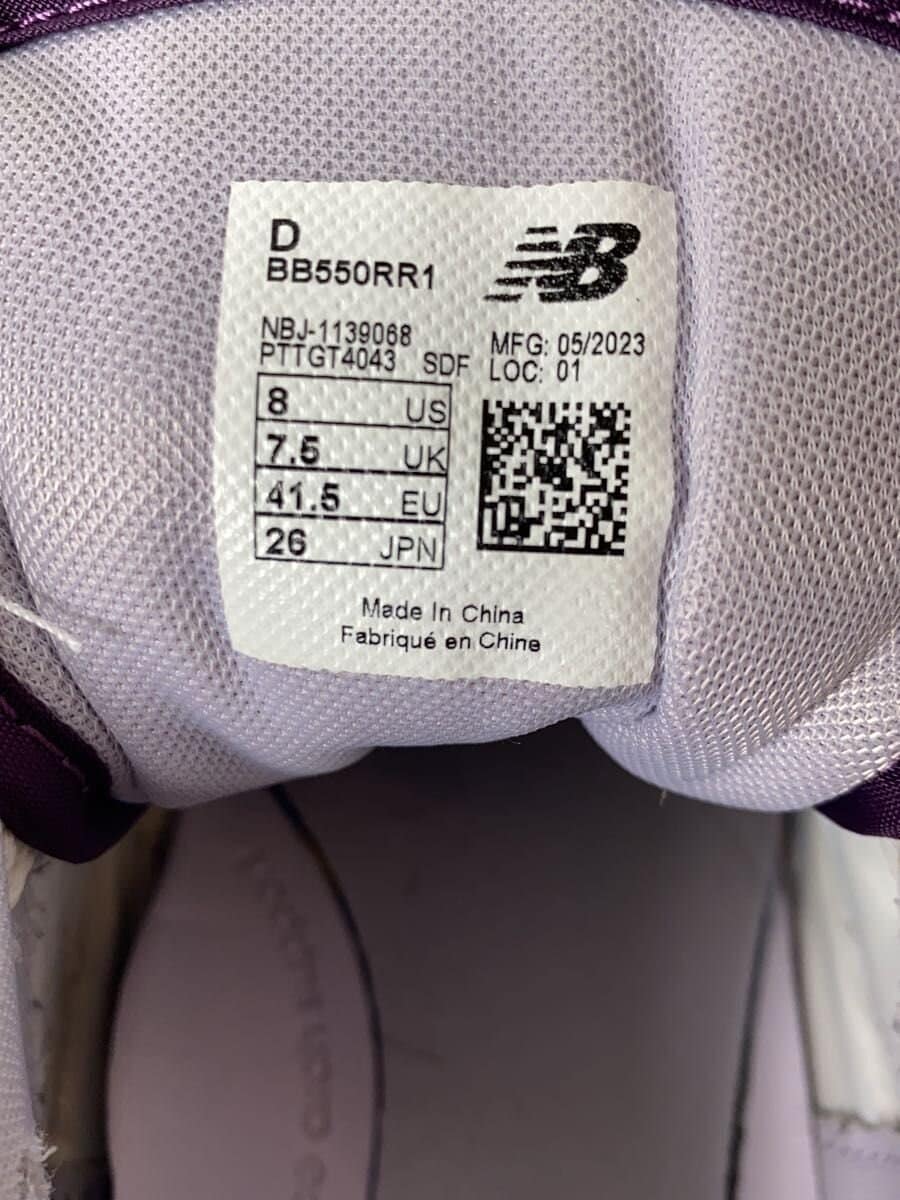 D
BB550RR1
NB
NBJ-1139068
PTTGT4043 SDF
MFG: 05/2023
LOC: 01
8 US
7.5 UK
41.5 EU
26 JPN
Made In China
Fabriqué en Chine